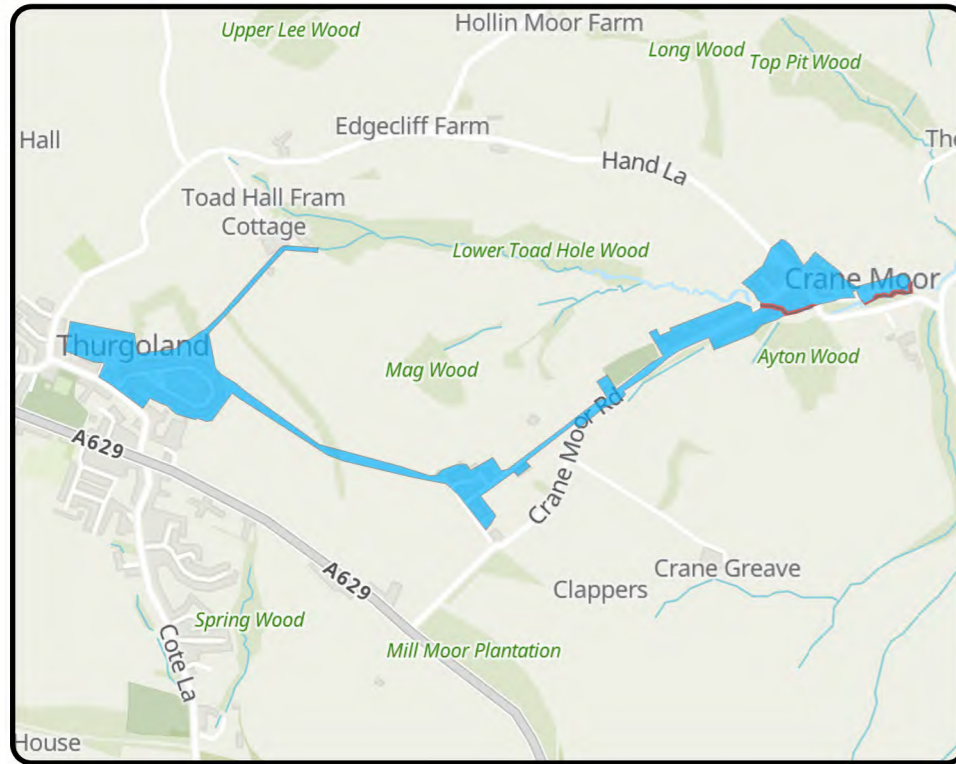 Hollin Moor Farm
Upper Lee Wood
Long Wood
Top Pit Wood
Hall
Edgecliff Farm
The
Hand La
Toad Hall Fram
Cottage
Lower Toad Hole Wood
Crane Moor
Thurgoland
Mag Wood
Ayton Wood
A629
Crane Moor Rd
A629
Clappers
Crane Greave
Spring Wood
Cote La
Mill Moor Plantation
House